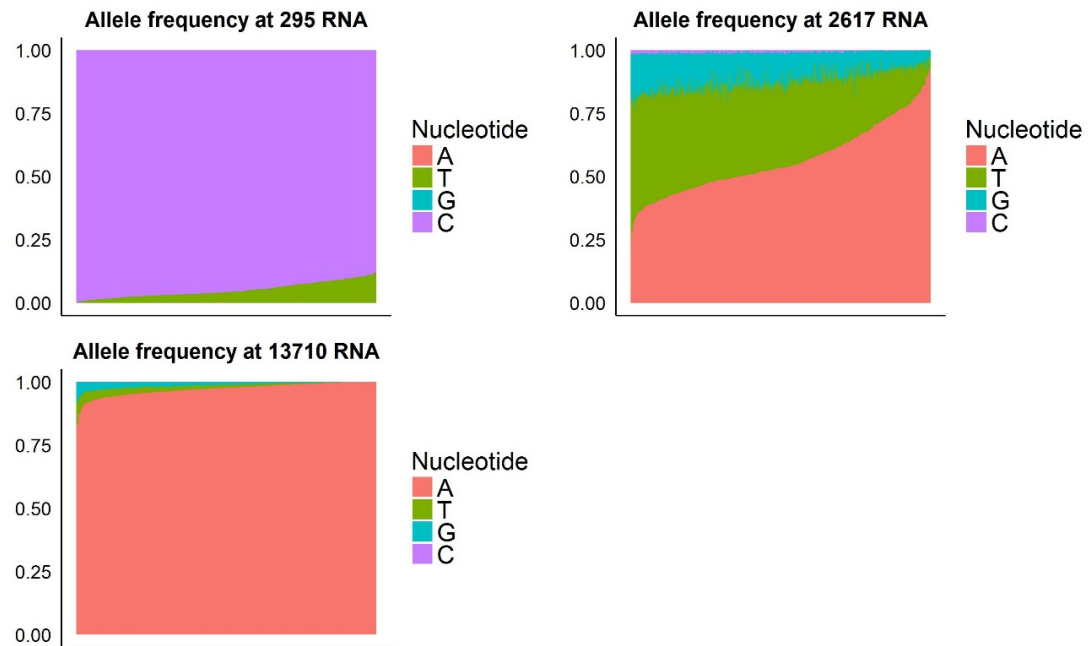 Allele frequency at 295 RNA
1.00
0.75
0.50
0.25
0.00
Nucleotide
A
T
G
C
Allele frequency at 2617 RNA
1.00
0.75
0.50
0.25
0.00
Nucleotide
A
T
G
C
Allele frequency at 13710 RNA
1.00
0.75
0.50
0.25
0.00
Nucleotide
A
T
G
C